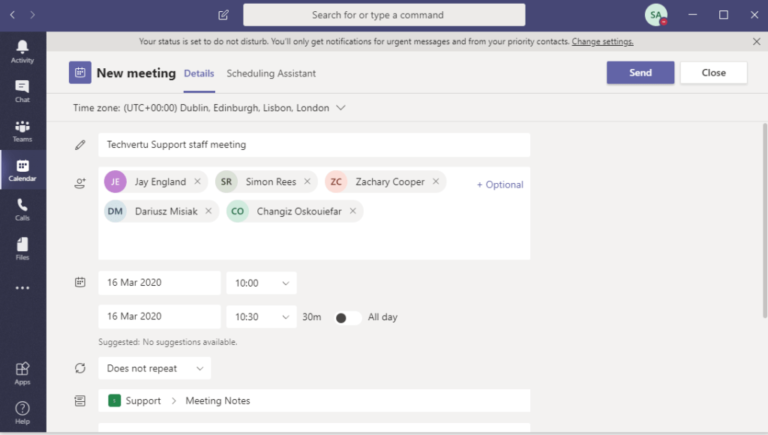 Search for or type a command
SA
Your status is set to do not disturb. You'll only get notifications for urgent messages and from your priority contacts. Change settings.
Activity
Chat
Teams
Calendar
Calls
Files
Apps
Help
New meeting Details Scheduling Assistant Send Close
Time zone: (UTC+00:00) Dublin, Edinburgh, Lisbon, London
Techvertu Support staff meeting
JE Jay England SR Simon Rees ZC Zachary Cooper + Optional
DM Dariusz Misiak CO Changiz Oskouiefar
16 Mar 2020 10:00
16 Mar 2020 10:30 30m All day
Suggested: No suggestions available.
Does not repeat
Support > Meeting Notes